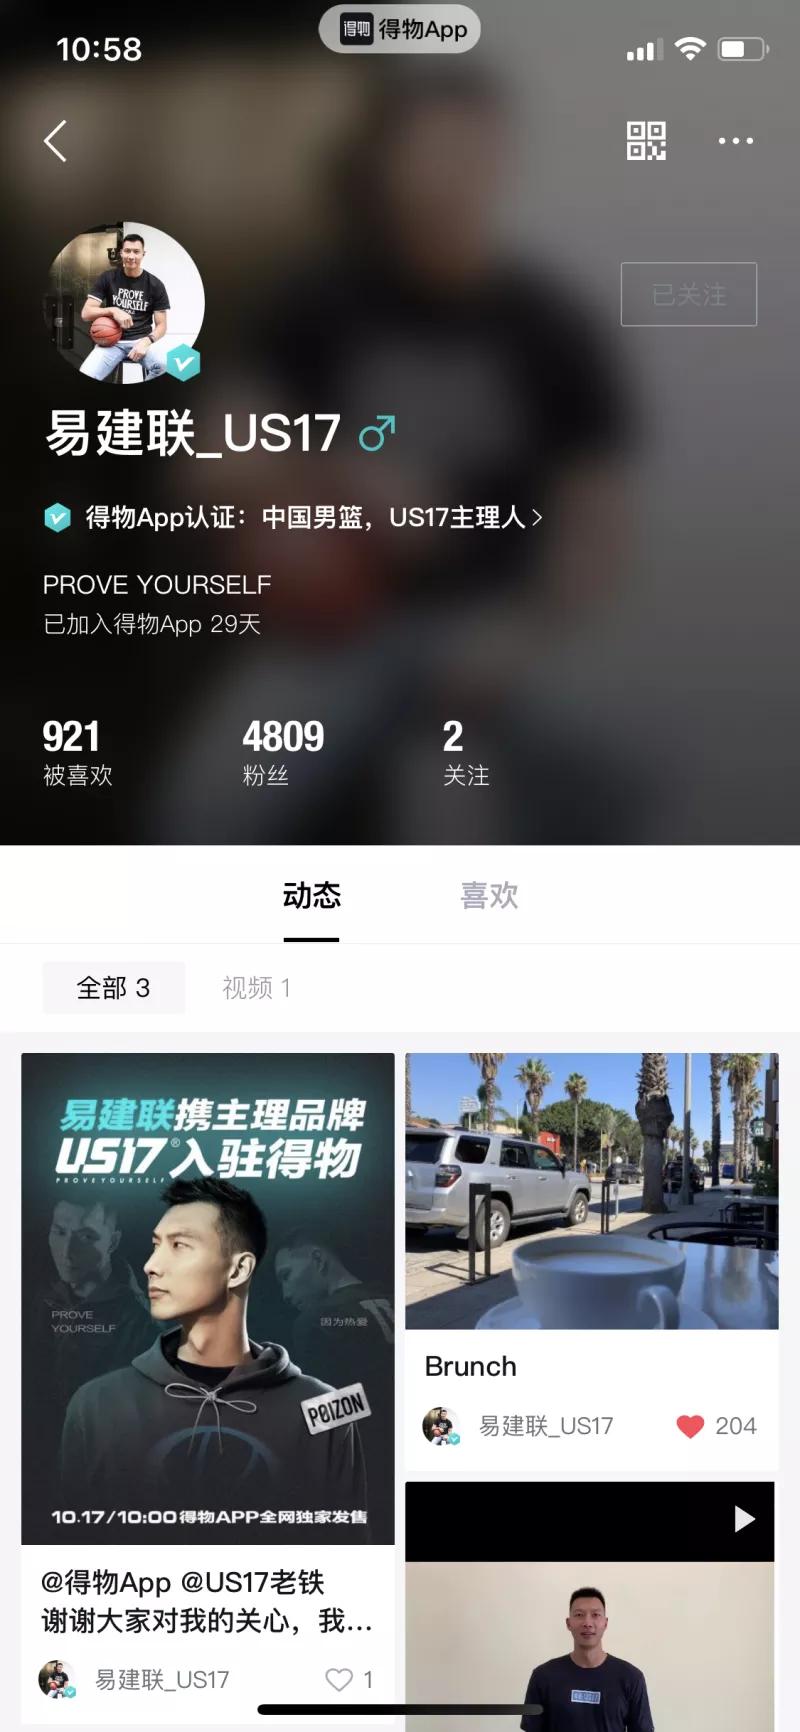 10:58
得物
得物App
PROVE
YOURSELF
已关注
易建联_US17
得物App认证：中国男篮，US17主理人
PROVE YOURSELF
已加入得物App 29天
921
4809
2
被喜欢
粉丝
关注
动态
喜欢
全部 3
视频 1
易建联携主理品牌
US17®入驻得物
PROVEYOURSELF
PROVE
YOURSELF
因为热爱
POIZON
10.17/10:00得物APP全网独家发售
@得物App @US17老铁
谢谢大家对我的关心，我...
易建联_US17
1
Brunch
易建联_US17
204